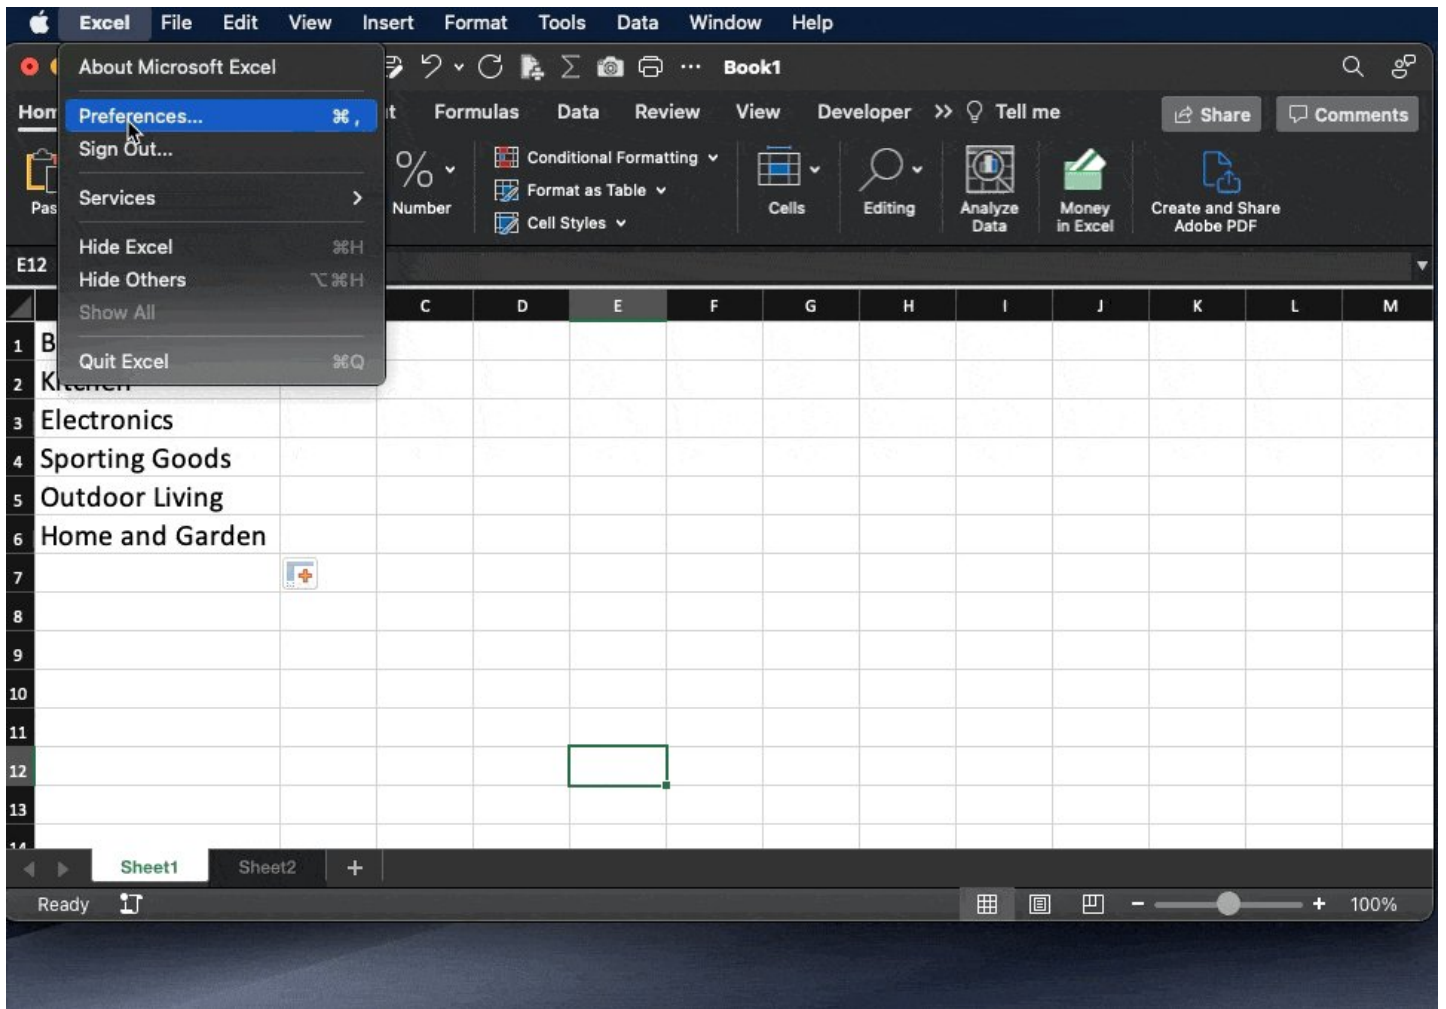 Excel File Edit View Insert Format Tools Data Window Help
About Microsoft Excel
Preferences... ⌘,
Sign Out...
Services
Hide Excel ⌘H
Hide Others ⌥⌘H
Show All
Quit Excel ⌘Q
Book1
Formulas Data Review View Developer >> Tell me
Share Comments
Number
Conditional Formatting
Format as Table
Cell Styles
Cells
Editing
Analyze
Data
Money
in Excel
Create and Share
Adobe PDF
E12
C D E F G H I J K L M
1 B
2 Kitchen
3 Electronics
4 Sporting Goods
5 Outdoor Living
6 Home and Garden
7
8
9
10
11
12
13
14
Sheet1 Sheet2 +
Ready 100%